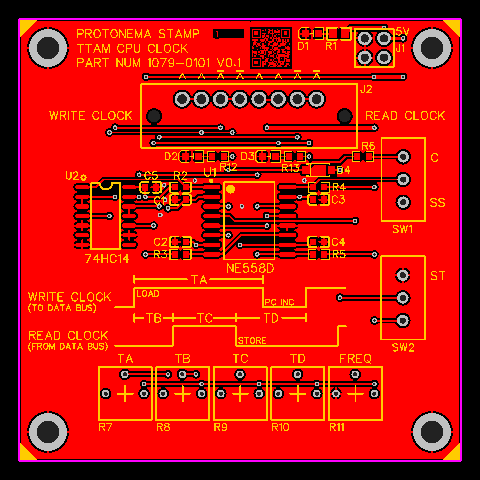 PROTONEMA STAMP
TTAM CPU CLOCK
PART NUM 1079-0101 V0.1
D1
R1
5V
J1
J2
WRITE CLOCK
READ CLOCK
D2
R12
D3
R13
R6
C
SS
SW1
U2
C5
R2
U1
R4
C3
74HC14
C2
R3
NE558D
C4
R5
TA
LOAD
PC INC
WRITE CLOCK
(TO DATA BUS)
TB
TC
TD
READ CLOCK
(FROM DATA BUS)
STORE
ST
SW2
TA
TB
TC
TD
FREQ
R7
R8
R9
R10
R11